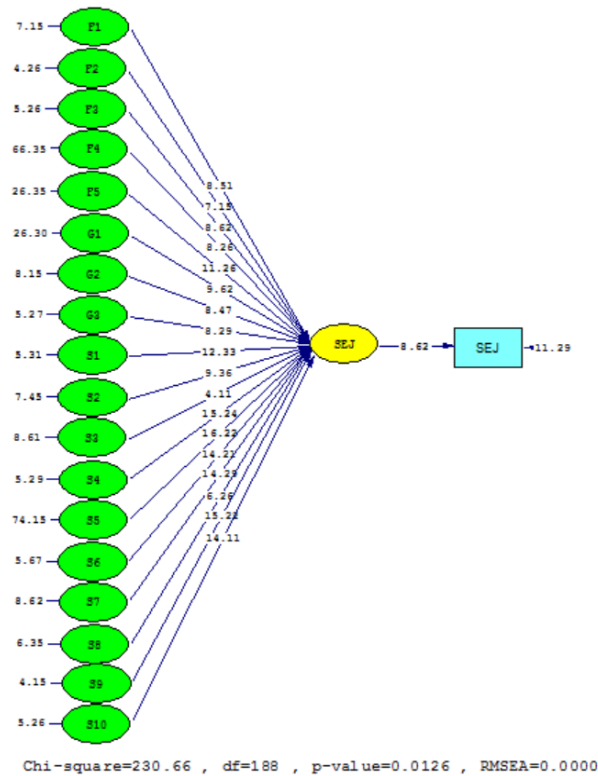 7.15 F1
4.26 F2
5.26 F3
66.35 F4
26.35 F5
26.30 G1
8.15 G2
5.27 G3
5.31 S1
7.45 S2
8.61 S3
5.29 S4
74.15 S5
5.67 S6
8.62 S7
6.35 S8
4.15 S9
5.26 S10
8.51
7.15
8.62
8.26
11.26
9.62
8.47
8.29
12.33
9.36
4.11
15.24
16.22
14.21
14.29
6.26
15.22
14.11
SEJ 8.62 SEJ 11.29
Chi-square=230.66 , df=188 , p-value=0.0126 , RMSEA=0.0000